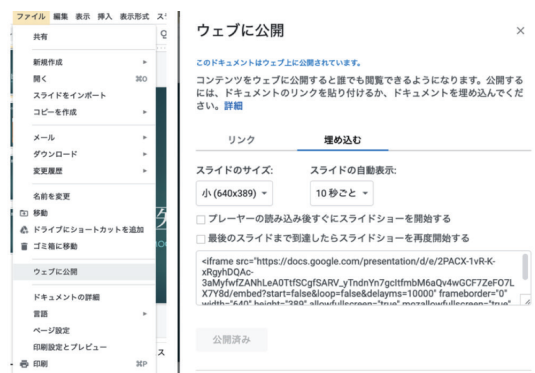 ファイル 編集 表示 挿入 表示形式
共有
新規作成
開く ⌘O
スライドをインポート
コピーを作成
メール
ダウンロード
変更履歴
名前を変更
移動
ドライブにショートカットを追加
ゴミ箱に移動
ウェブに公開
ドキュメントの詳細
言語
ページ設定
印刷設定とプレビュー
印刷 ⌘P
ウェブに公開
このドキュメントはウェブ上に公開されています。
コンテンツをウェブに公開すると誰でも閲覧できるようになります。公開する
には、ドキュメントのリンクを貼り付けるか、ドキュメントを埋め込んでくだ
さい。詳細
リンク 埋め込む
スライドのサイズ: スライドの自動表示:
小 (640x389) 10 秒ごと
プレーヤーの読み込み後すぐにスライドショーを開始する
最後のスライドまで到達したらスライドショーを再度開始する
<iframe src="https://docs.google.com/presentation/d/e/2PACX-1vR-K-
xRgyhDQAc-
3aMyfwfZANhLeA0TtfSCgfSARV_yTndnYn7gcItfmbM6aQv4wGCF7ZeFO7L
X7Y8d/embed?start=false&loop=false&delayms=10000" frameborder="0"
width="640" height="389" allowfullscreen="true" mozallowfullscreen="true"
公開済み